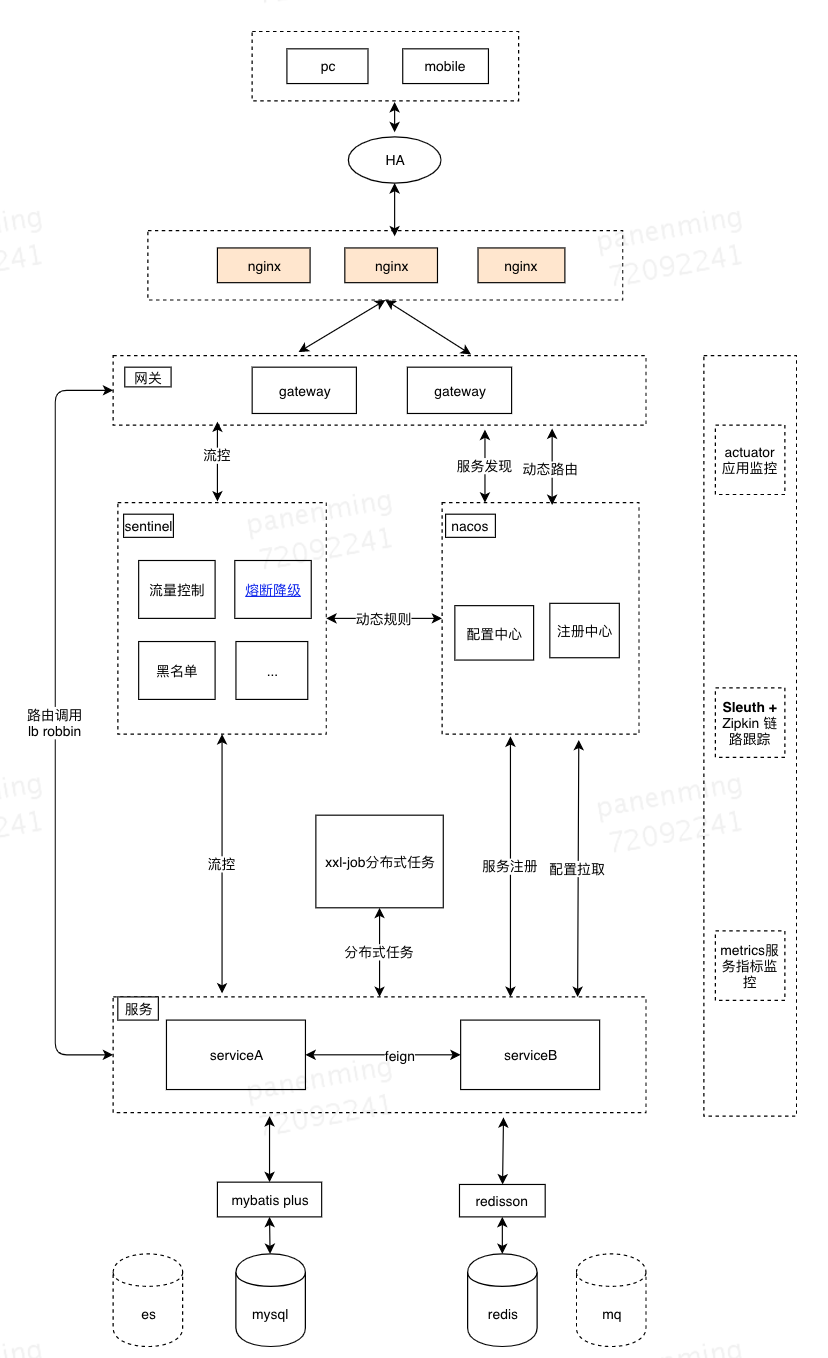 pc
mobile
HA
nginx
nginx
nginx
panenming
72092241
网关
gateway
gateway
流控
服务发现
动态路由
actuator
应用监控
sentinel
nacos
panenming
72092241
流量控制
熔断降级
黑名单
...
动态规则
配置中心
注册中心
路由调用
lb robbin
Sleuth +
Zipkin 链
路跟踪
panenming
72092241
xxl-job分布式任务
流控
服务注册
配置拉取
分布式任务
metrics服
务指标监
控
服务
serviceA
feign
serviceB
panenming
72092241
mybatis plus
redisson
es
mysql
redis
mq
panenming